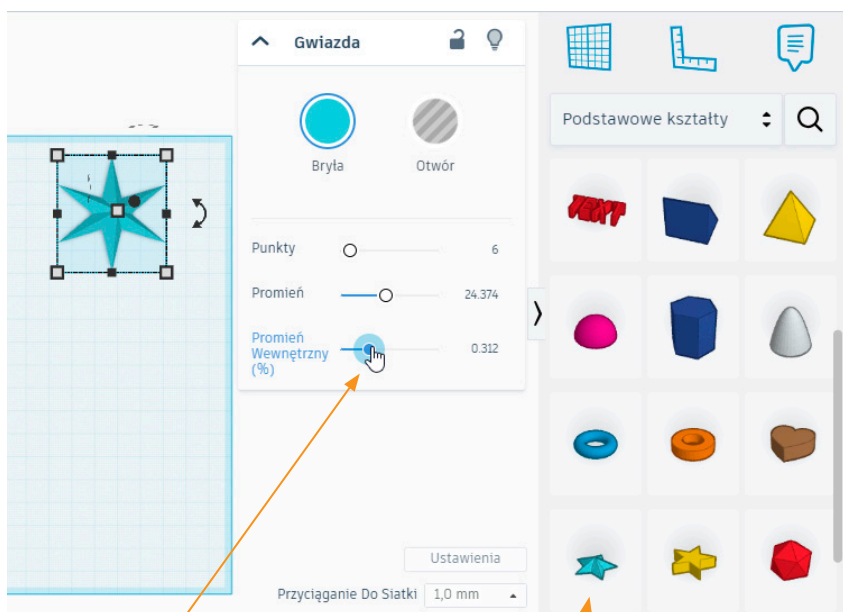 Gwiazda
Bryła
Otwór
Punkty
6
Promień
24.374
Promień
Wewnętrzny
(%)
0.312
Ustawienia
Przyciąganie Do Siatki
1,0 mm
Podstawowe kształty
TEXT